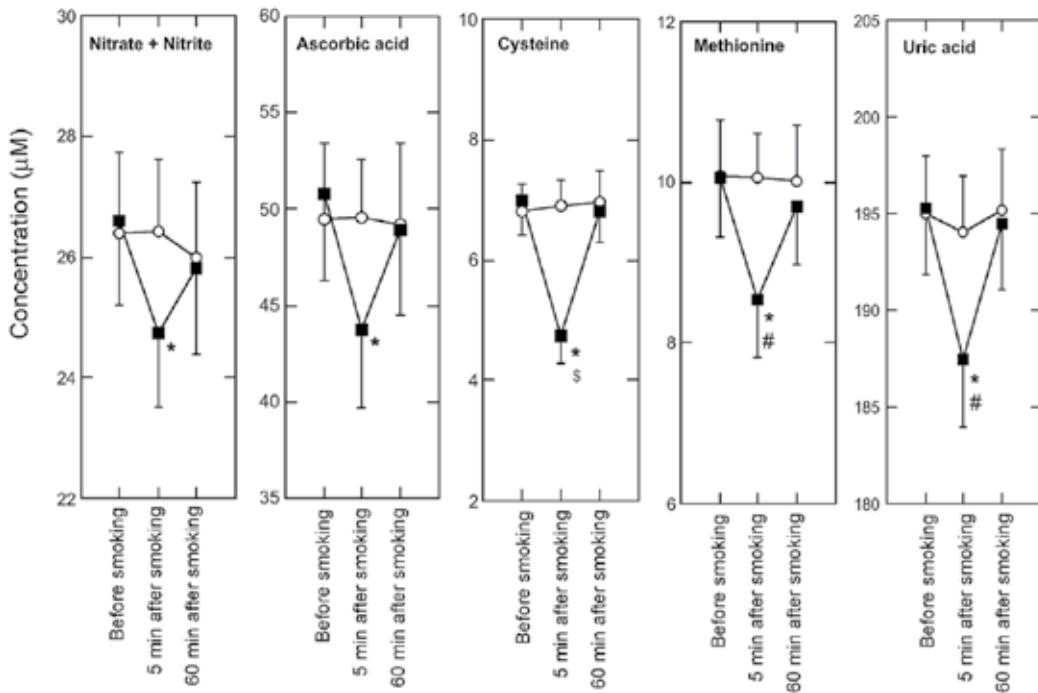 Concentration (μM)
Nitrate + Nitrite
30
28
26
24
22
*
Before smoking
5 min after smoking
60 min after smoking
Ascorbic acid
60
55
50
45
40
35
*
Before smoking
5 min after smoking
60 min after smoking
Cysteine
10
8
6
4
2
*
$
Before smoking
5 min after smoking
60 min after smoking
Methionine
12
10
8
6
*
#
Before smoking
5 min after smoking
60 min after smoking
Uric acid
205
200
195
190
185
180
*
#
Before smoking
5 min after smoking
60 min after smoking